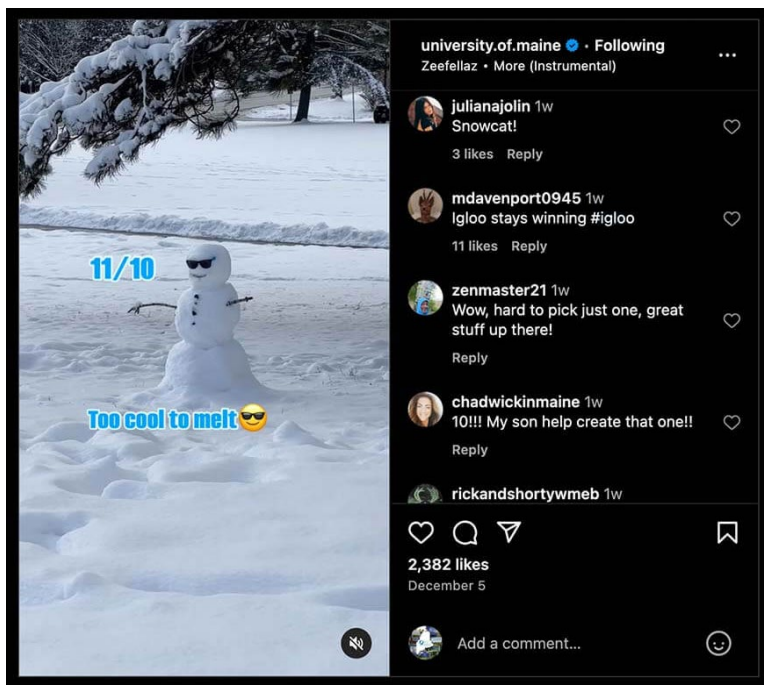 11/10
Too cool to melt😎
university.of.maine • Following
Zeefellaz • More (Instrumental)
julianajolin 1w
Snowcat!
3 likes Reply
mdavenport0945 1w
Igloo stays winning #igloo
11 likes Reply
zenmaster21 1w
Wow, hard to pick just one, great
stuff up there!
Reply
chadwickinmaine 1w
10!!! My son help create that one!!
Reply
rickandshortywmeb 1w
2,382 likes
December 5
Add a comment...